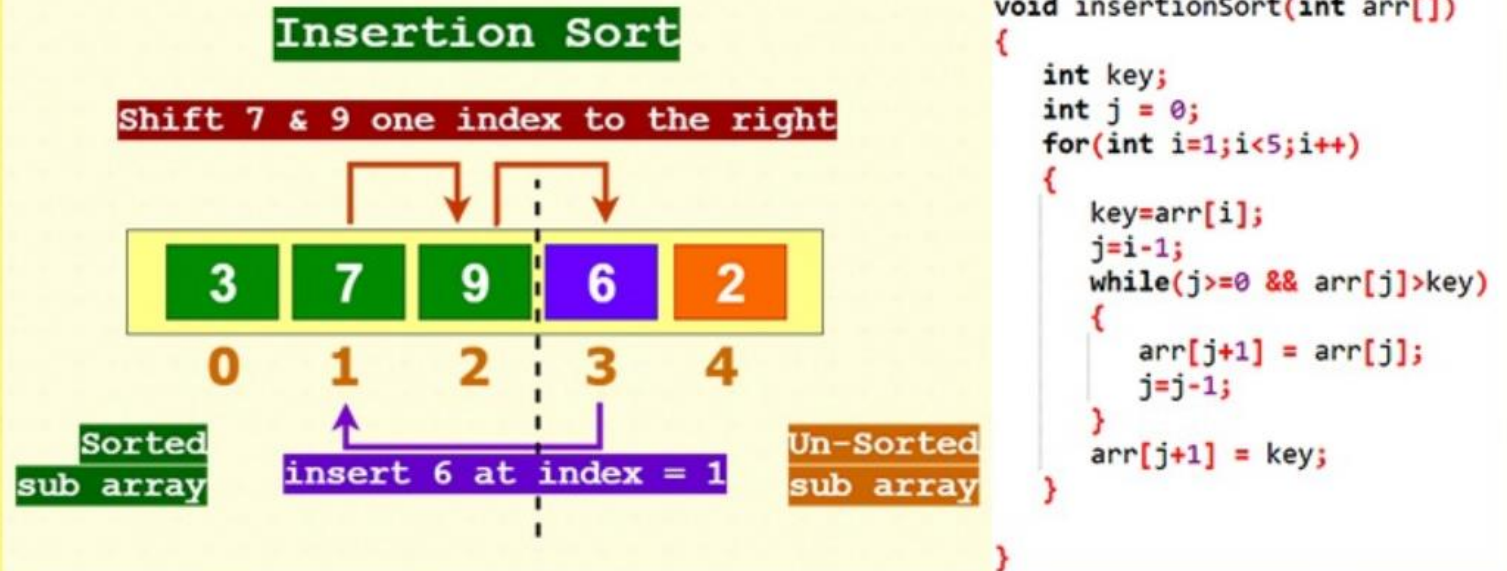 Insertion Sort
Shift 7 & 9 one index to the right
3 7 9 6 2
0 1 2 3 4
Sorted
sub array
insert 6 at index = 1
Un-Sorted
sub array
void insertionSort(int arr[])
{
int key;
int j = 0;
for(int i=1;i<5;i++)
{
key=arr[i];
j=i-1;
while(j>=0 && arr[j]>key)
{
arr[j+1] = arr[j];
j=j-1;
}
arr[j+1] = key;
}
}